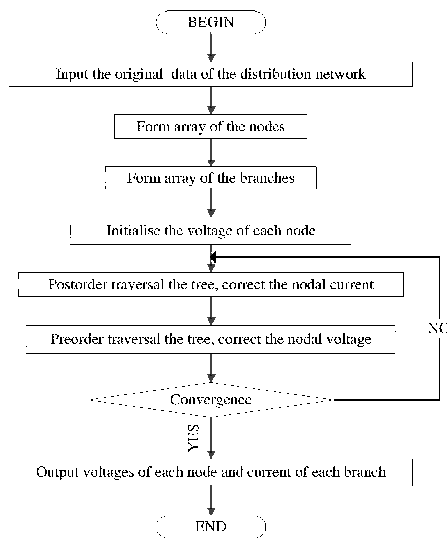 BEGIN
Input the original data of the distribution network
Form array of the nodes
Form array of the branches
Initialise the voltage of each node
Postorder traversal the tree, correct the nodal current
Preorder traversal the tree, correct the nodal voltage
NO
Convergence
YES
Output voltages of each node and current of each branch
END